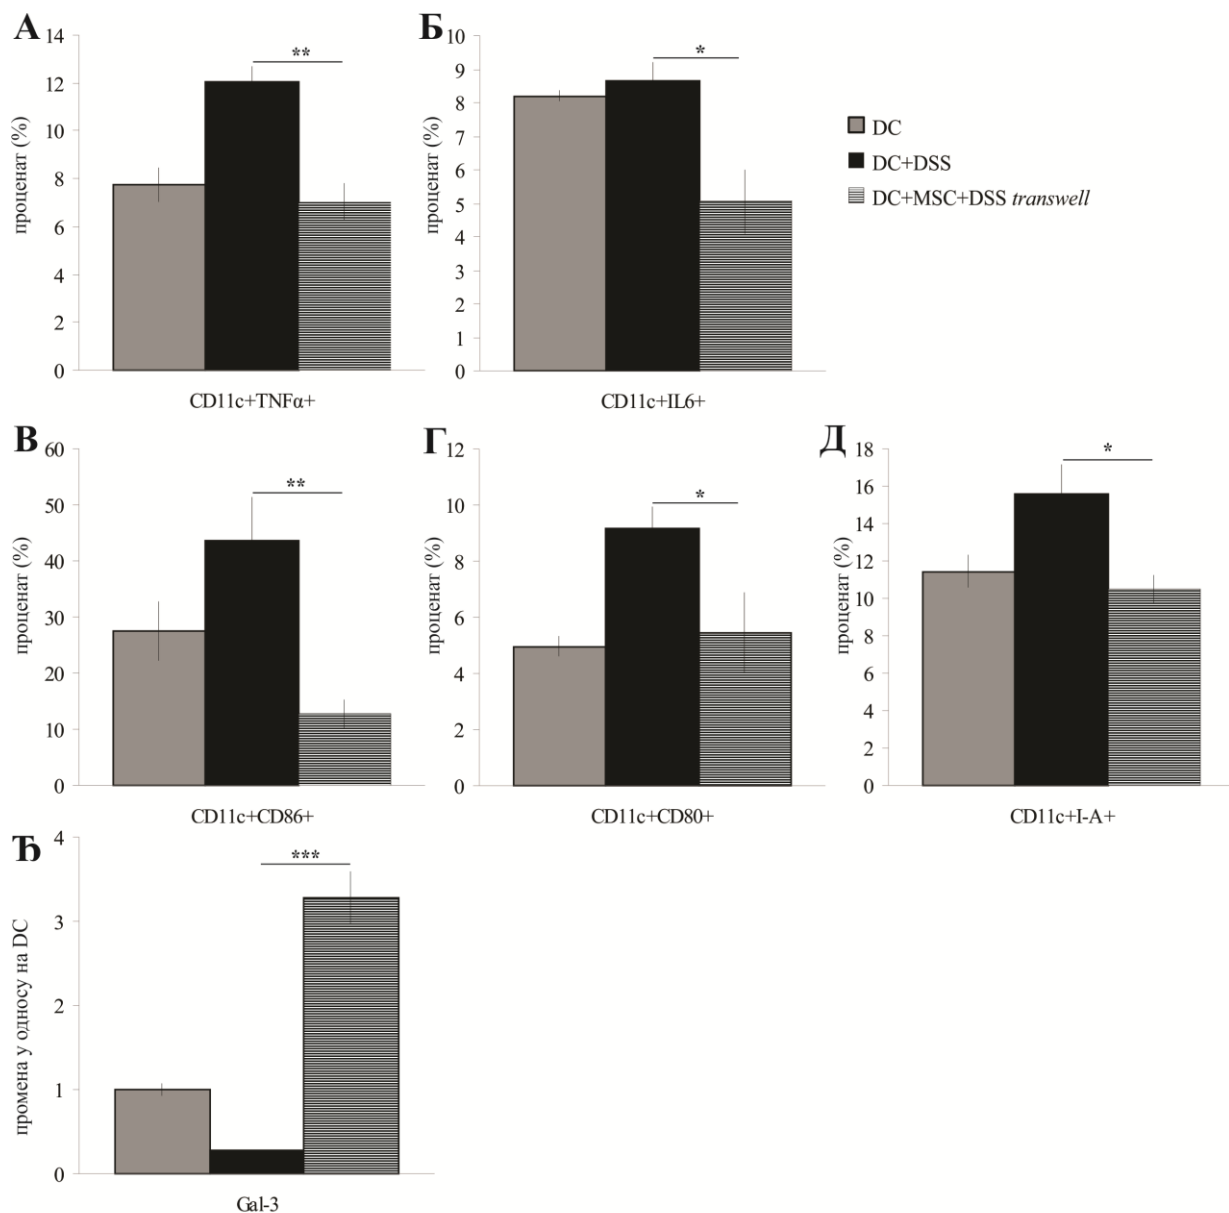 А
14
12
10
8
6
4
2
0
проценат (%)
**
CD11c+TNFα+
Б
10
9
8
7
6
5
4
3
2
1
0
проценат (%)
*
CD11c+IL6+
DC
DC+DSS
DC+MSC+DSS transwell
В
60
50
40
30
20
10
0
проценат (%)
**
CD11c+CD86+
Г
12
10
8
6
4
2
0
проценат (%)
*
CD11c+CD80+
Д
18
16
14
12
10
8
6
4
2
0
проценат (%)
*
CD11c+I-A+
Ђ
4
3
2
1
0
промена у односу на DC
***
Gal-3